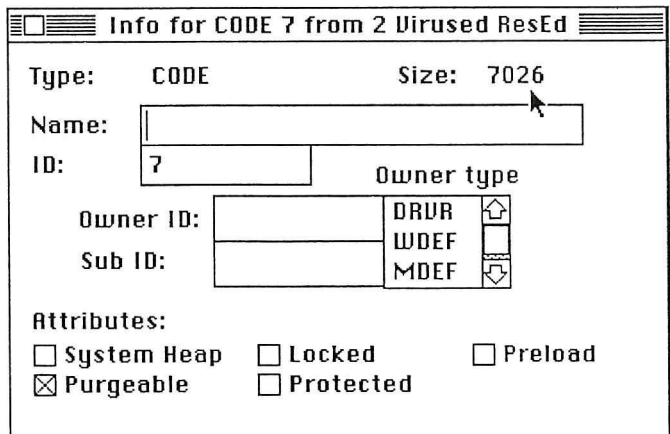 Info for CODE 7 from 2 Virused ResEd
Type: CODE Size: 7026
Name:
ID: 7
Owner type
Owner ID: DRVR
WDEF
Sub ID: MDEF
Attributes:
System Heap Locked Preload
Purgeable Protected